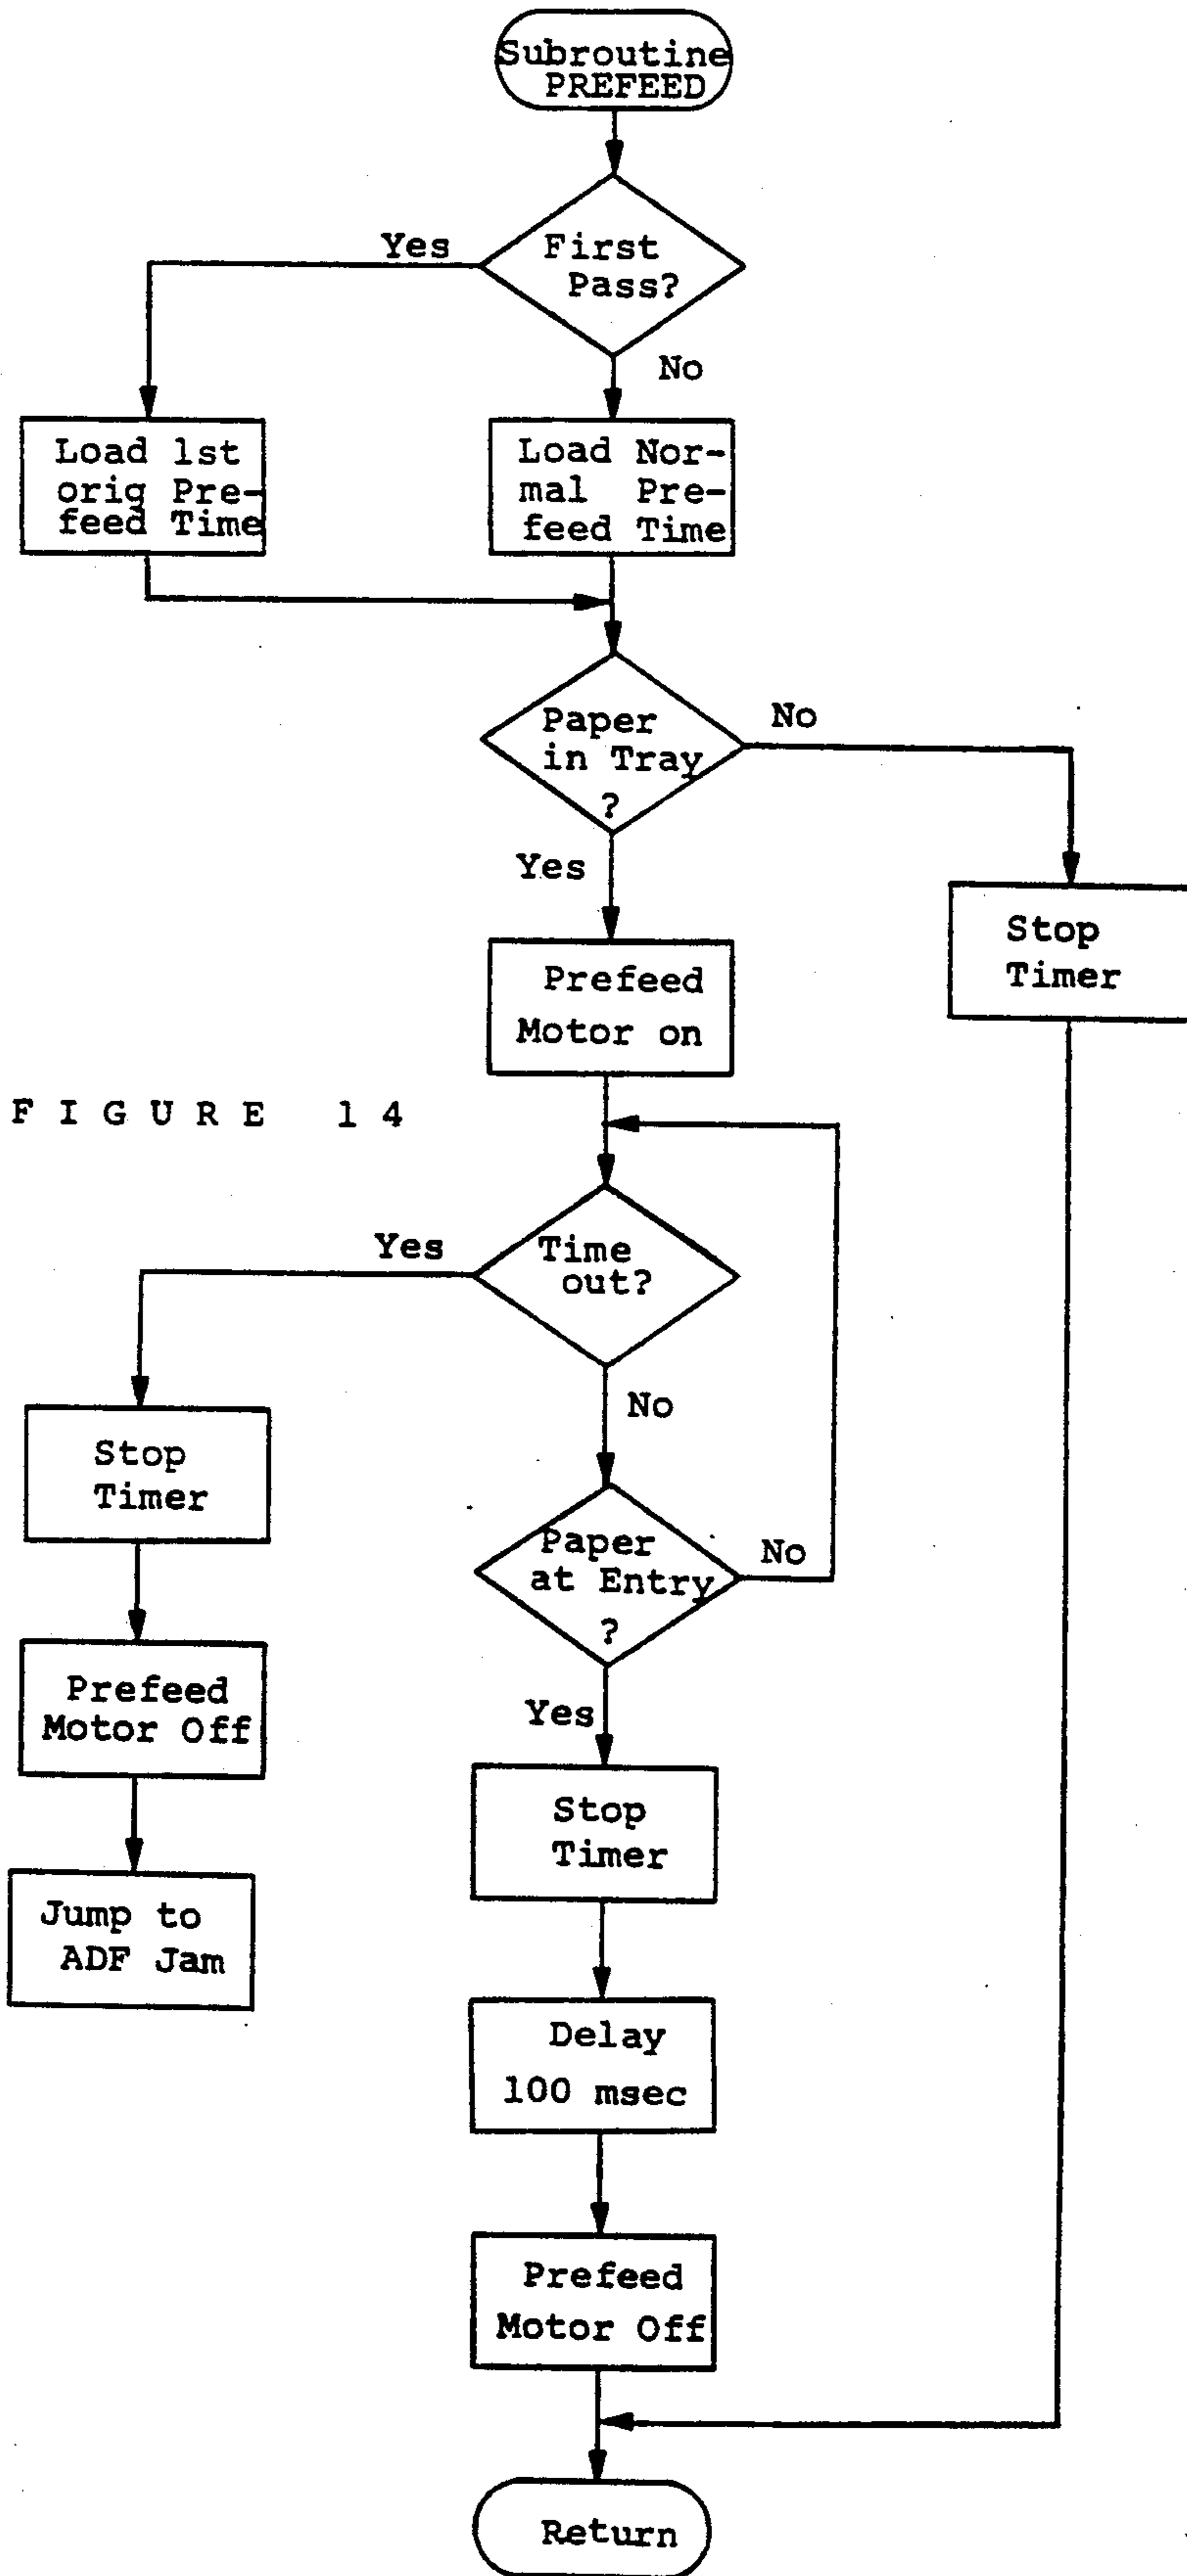 Subroutine
PREFEED
First
Pass?
Yes
No
Load 1st
orig Pre-
feed Time
Load Nor-
mal Pre-
feed Time
Paper
in Tray
?
No
Yes
Stop
Timer
Prefeed
Motor on
FIGURE 14
Time
out?
Yes
No
Stop
Timer
Paper
at Entry
?
No
Yes
Prefeed
Motor Off
Stop
Timer
Jump to
ADF Jam
Delay
100 msec
Prefeed
Motor Off
Return